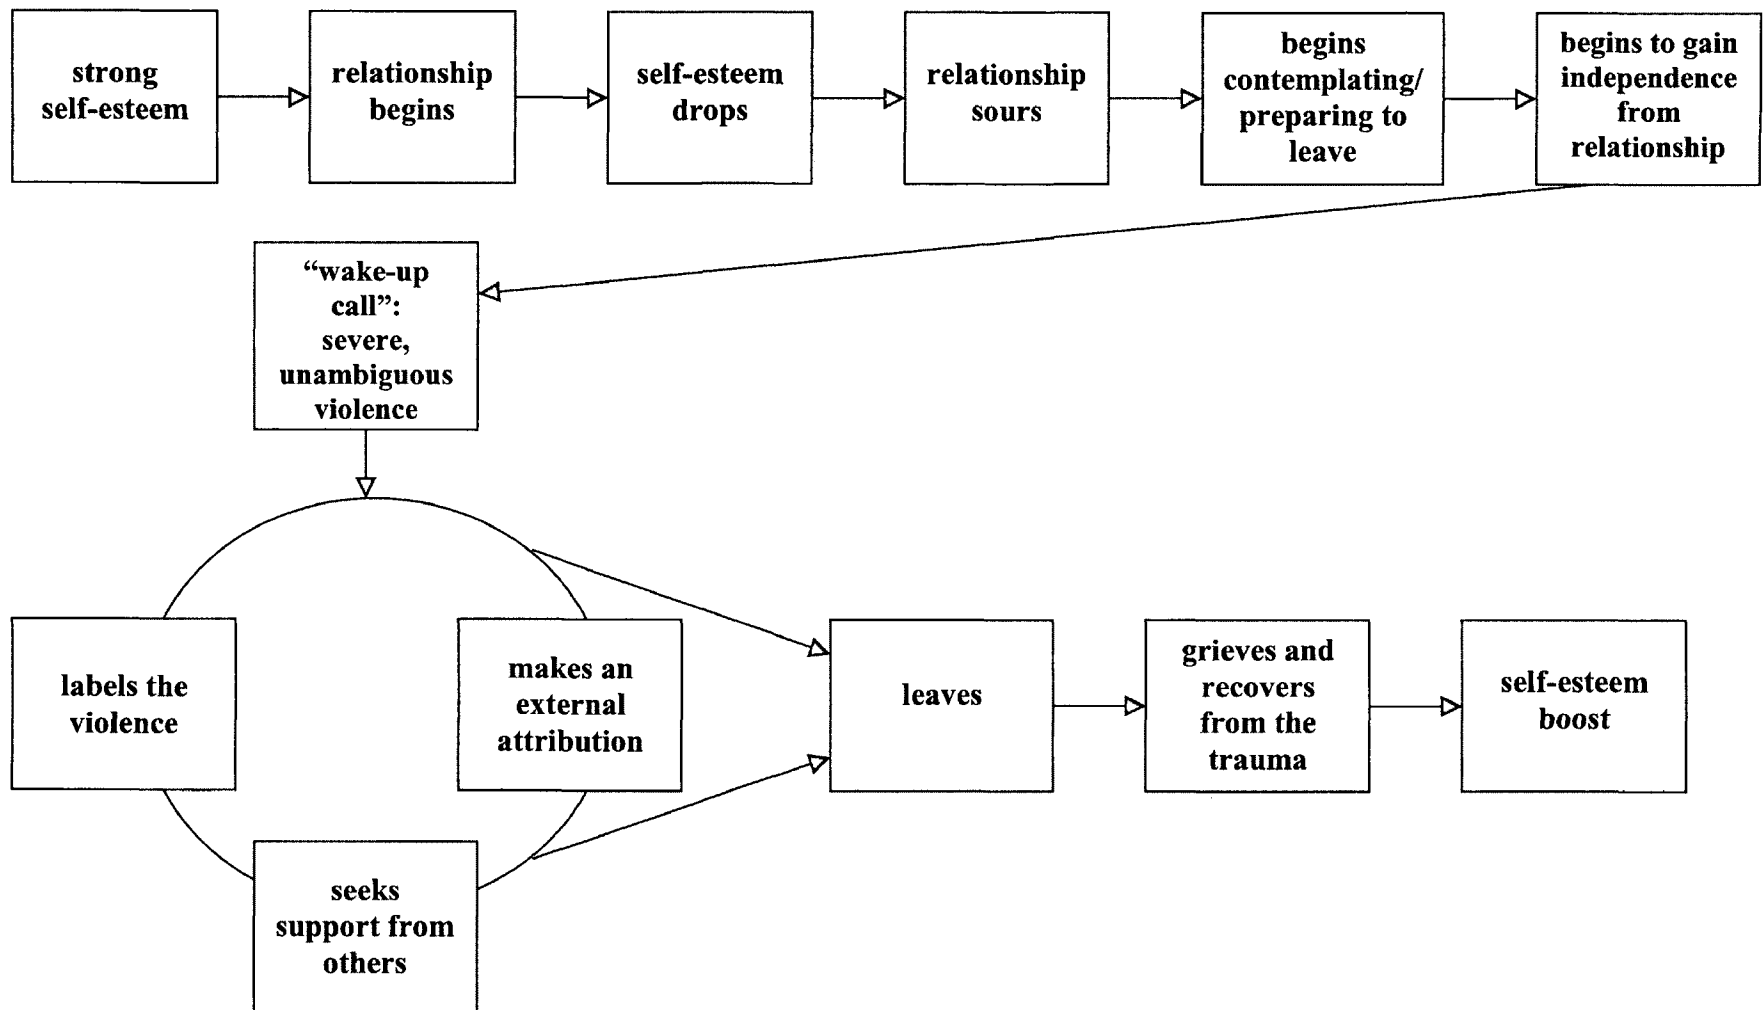 strong
self-esteem
relationship
begins
self-esteem
drops
relationship
sours
begins
contemplating/
preparing to
leave
begins to gain
independence
from
relationship
“wake-up
call”:
severe,
unambiguous
violence
labels the
violence
makes an
external
attribution
seeks
support from
others
leaves
grieves and
recovers
from the
trauma
self-esteem
boost